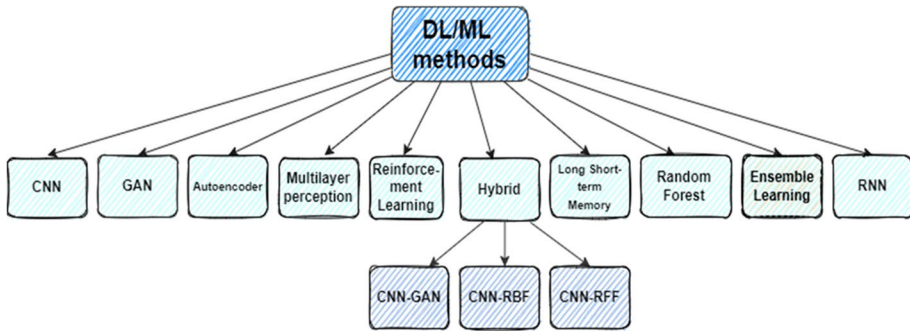 DL/ML
methods
CNN
GAN
Autoencoder
Multilayer
perception
Reinforce-
ment
Learning
Hybrid
Long Short-
term
Memory
Random
Forest
Ensemble
Learning
RNN
CNN-GAN
CNN-RBF
CNN-RFF